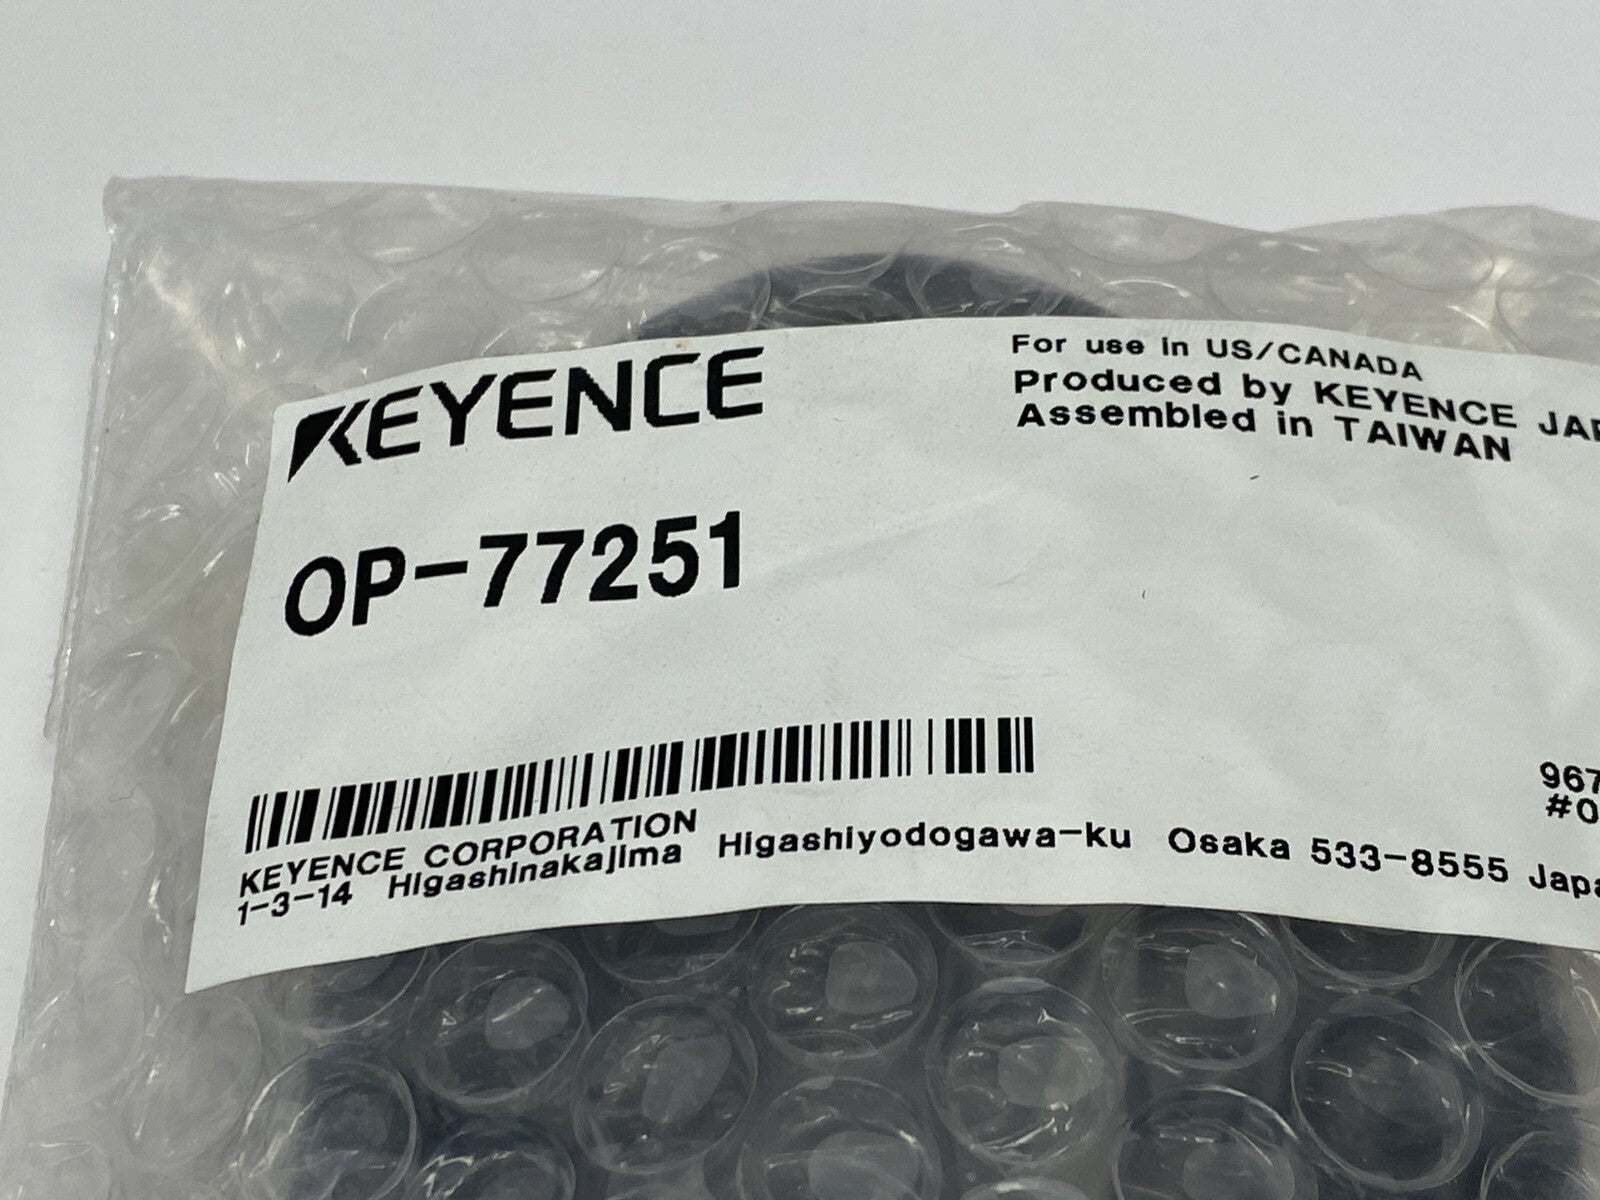 KEYENCE
For use in US/CANADA
Produced by KEYENCE
Assembled in TAIWAN
OP-77251
KEYENCE CORPORATION
1-3-14 Higashinakajima Higashiyodogawa-ku Osaka 533-8555